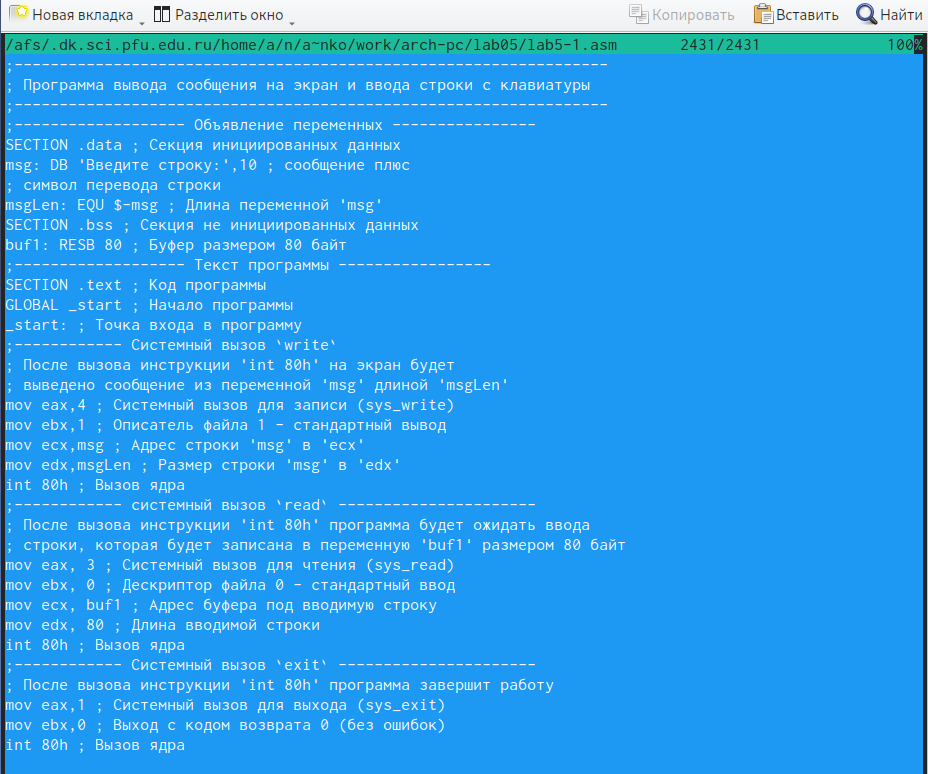 Новая вкладка Разделить окно Копировать Вставить Найти
/afs/.dk.sci.pfu.edu.ru/home/a/n/a~nko/work/arch-pc/lab05/lab5-1.asm 2431/2431 100%
;------------------------------------------------------------------
; Программа вывода сообщения на экран и ввода строки с клавиатуры
;------------------------------------------------------------------
;------------------- Объявление переменных ----------------
SECTION .data ; Секция инициированных данных
msg: DB 'Введите строку:',10 ; сообщение плюс
; символ перевода строки
msgLen: EQU $-msg ; Длина переменной 'msg'
SECTION .bss ; Секция не инициированных данных
buf1: RESB 80 ; Буфер размером 80 байт
;------------------- Текст программы -----------------
SECTION .text ; Код программы
GLOBAL _start ; Начало программы
_start: ; Точка входа в программу
;------------ Системный вызов `write`
; После вызова инструкции 'int 80h' на экран будет
; выведено сообщение из переменной 'msg' длиной 'msgLen'
mov eax,4 ; Системный вызов для записи (sys_write)
mov ebx,1 ; Описатель файла 1 - стандартный вывод
mov ecx,msg ; Адрес строки 'msg' в 'ecx'
mov edx,msgLen ; Размер строки 'msg' в 'edx'
int 80h ; Вызов ядра
;------------ системный вызов `read` ----------------------
; После вызова инструкции 'int 80h' программа будет ожидать ввода
; строки, которая будет записана в переменную 'buf1' размером 80 байт
mov eax, 3 ; Системный вызов для чтения (sys_read)
mov ebx, 0 ; Дескриптор файла 0 - стандартный ввод
mov ecx, buf1 ; Адрес буфера под вводимую строку
mov edx, 80 ; Длина вводимой строки
int 80h ; Вызов ядра
;------------ Системный вызов `exit` ----------------------
; После вызова инструкции 'int 80h' программа завершит работу
mov eax,1 ; Системный вызов для выхода (sys_exit)
mov ebx,0 ; Выход с кодом возврата 0 (без ошибок)
int 80h ; Вызов ядра